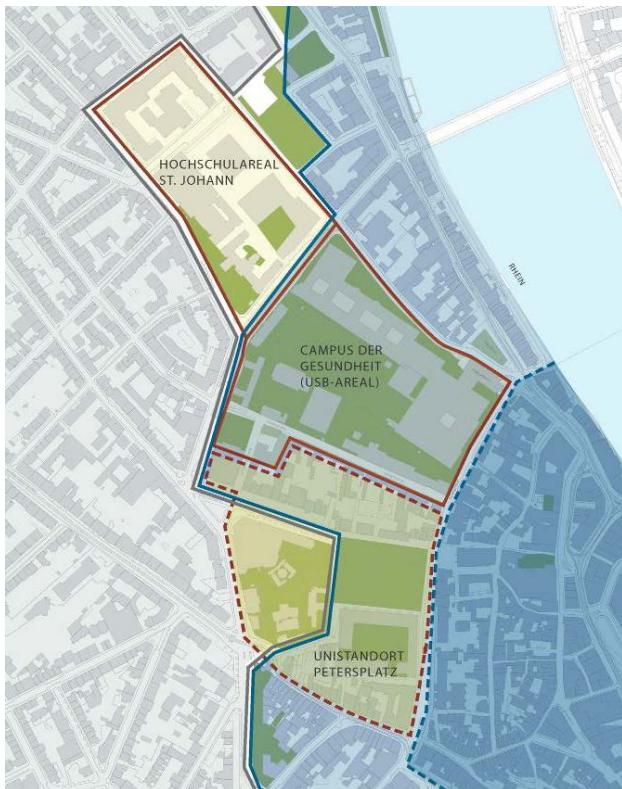 HOCHSCHULAREAL
ST. JOHANN
RHEIN
CAMPUS DER
GESUNDHEIT
(USB-AREAL)
UNISTANDORT
PETERSPLATZ